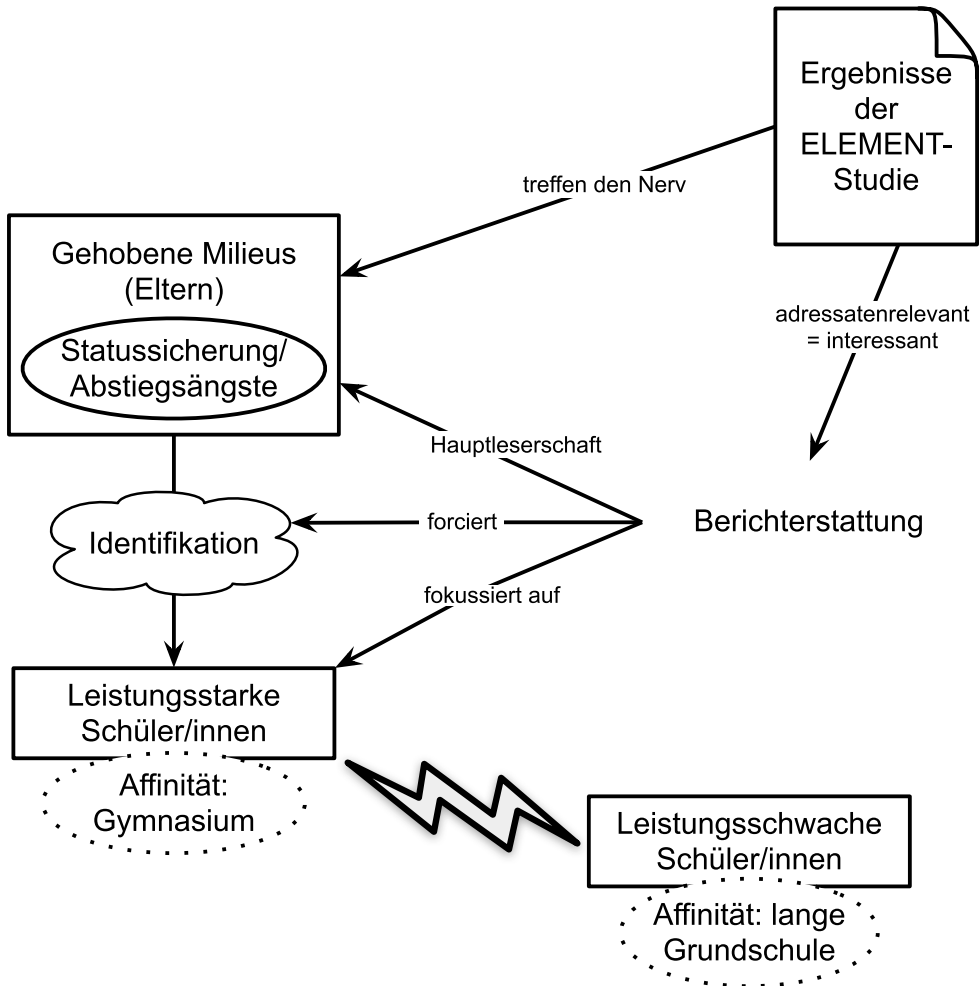 Ergebnisse
der
ELEMENT-
Studie
treffen den Nerv
Gehobene Milieus
(Eltern)
Statussicherung/
Abstiegsängste
adressatenrelevant
= interessant
Hauptleserschaft
forciert
Berichterstattung
Identifikation
fokussiert auf
Leistungsstarke
Schüler/innen
Affinität:
Gymnasium
Leistungsschwache
Schüler/innen
Affinität: lange
Grundschule